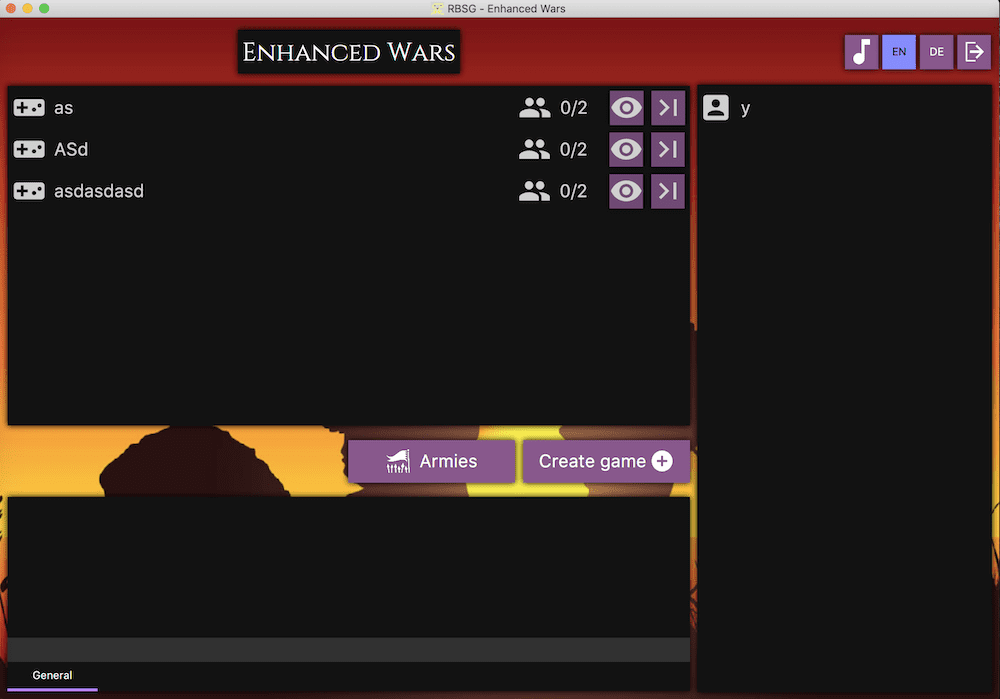 RBSG - Enhanced Wars
Enhanced Wars
EN
DE
as 0/2
ASd 0/2
asdasdasd 0/2
y
Armies
Create game
General